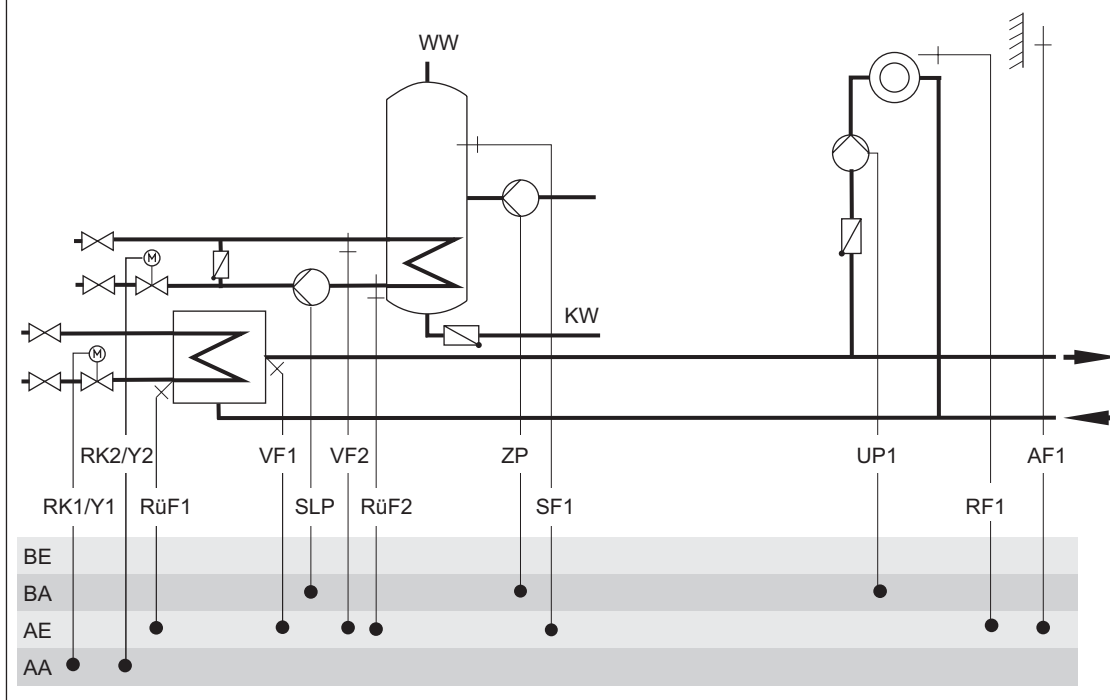 WW
M
KW
M
RK2/Y2 VF1 VF2 ZP UP1 AF1
RK1/Y1 RüF1 SLP RüF2 SF1 RF1
BE
BA
AE
AA